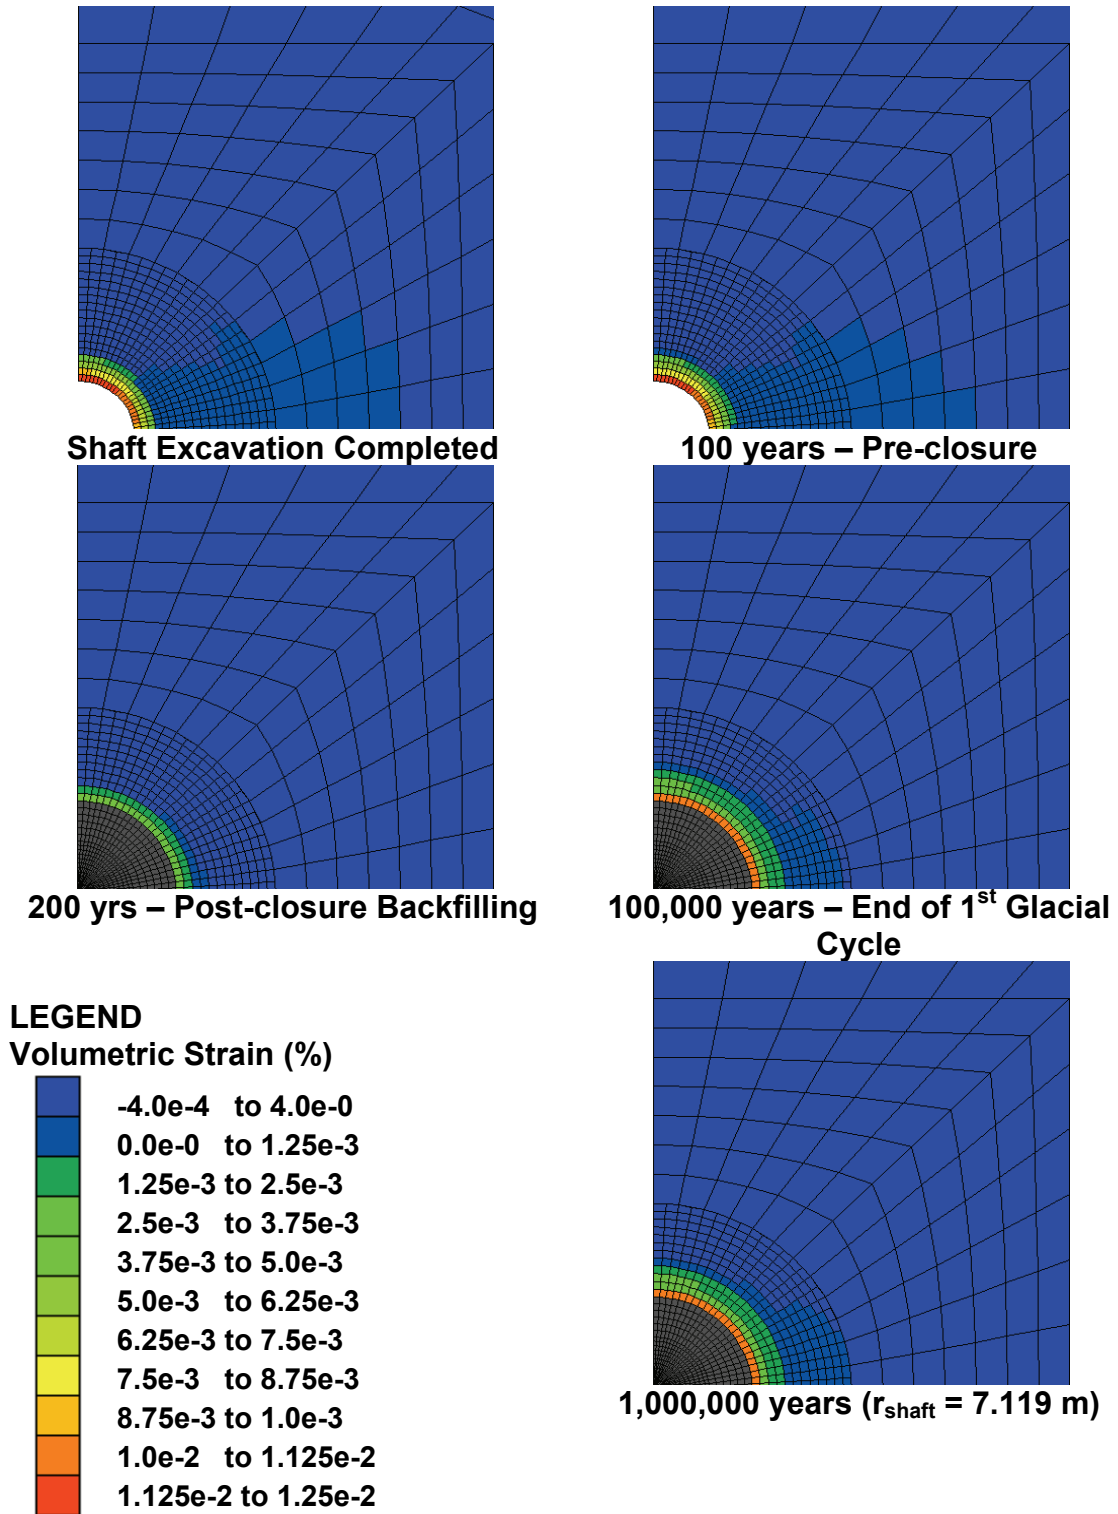 Shaft Excavation Completed
100 years – Pre-closure
200 yrs – Post-closure Backfilling
100,000 years – End of 1st Glacial
Cycle
LEGEND
Volumetric Strain (%)
-4.0e-4 to 4.0e-0
0.0e-0 to 1.25e-3
1.25e-3 to 2.5e-3
2.5e-3 to 3.75e-3
3.75e-3 to 5.0e-3
5.0e-3 to 6.25e-3
6.25e-3 to 7.5e-3
7.5e-3 to 8.75e-3
8.75e-3 to 1.0e-3
1.0e-2 to 1.125e-2
1.125e-2 to 1.25e-2
1,000,000 years (rshaft = 7.119 m)